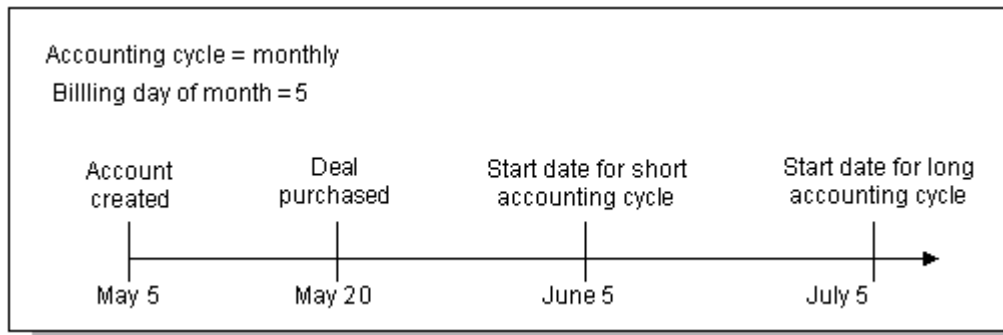 Accounting cycle = monthly
Billling day of month = 5
Account
created
Deal
purchased
Start date for short
accounting cycle
Start date for long
accounting cycle
May 5
May 20
June 5
July 5